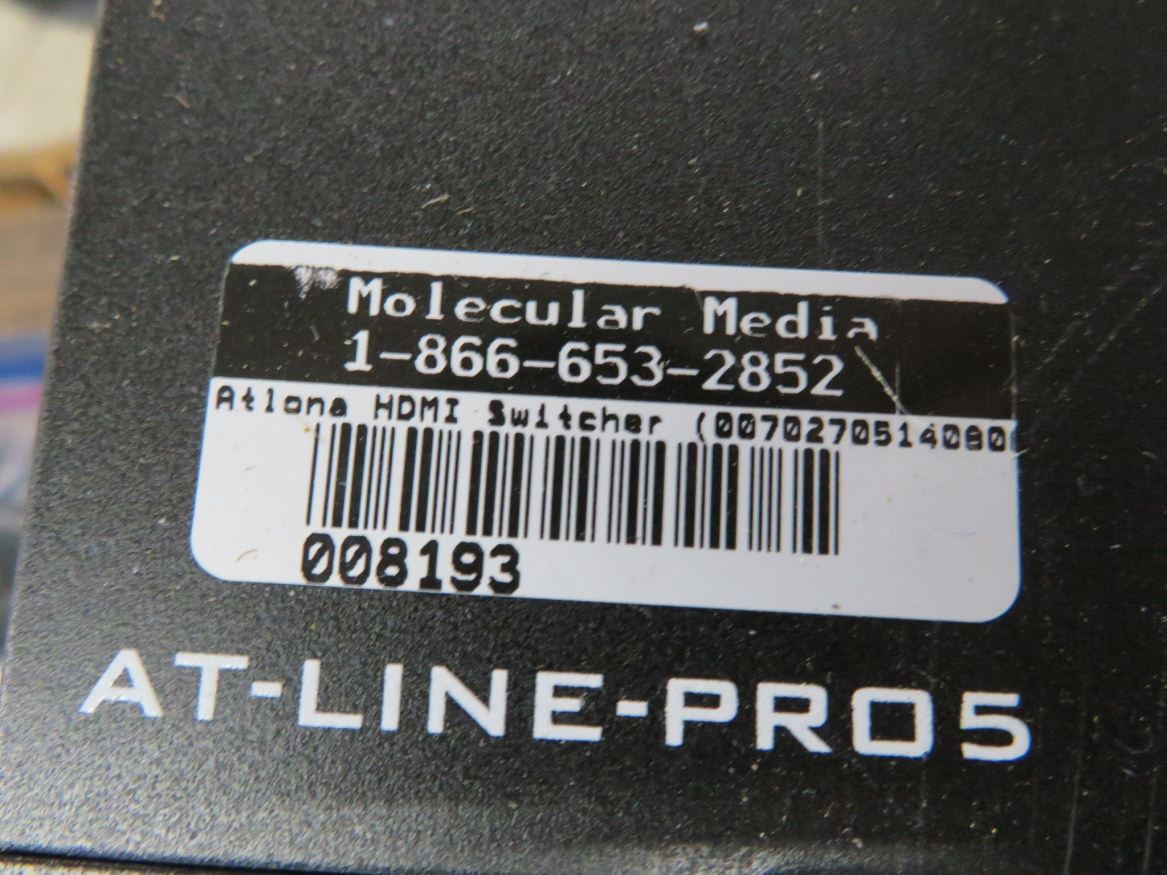 Molecular Media
1-866-653-2852
Atlona HDMI Switcher (0070270514080
008193
AT-LINE-PRO5